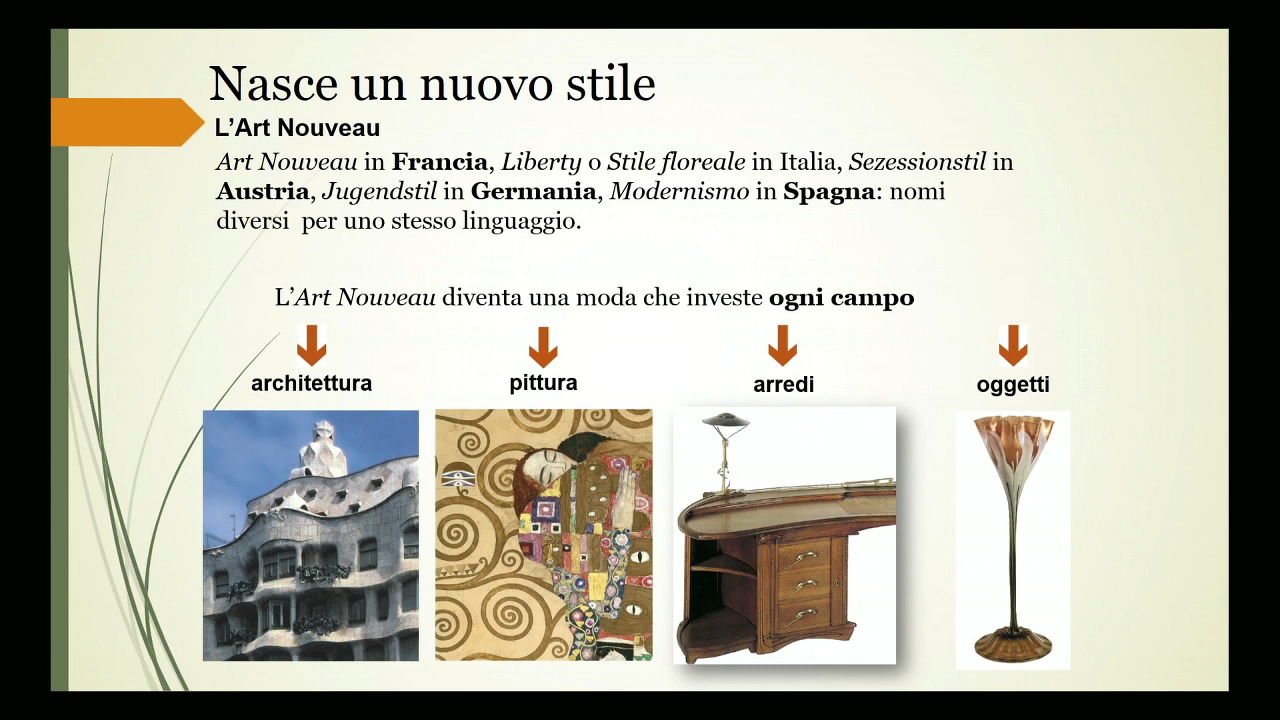 Nasce un nuovo stile
L’Art Nouveau
Art Nouveau in Francia, Liberty o Stile floreale in Italia, Sezessionstil in
Austria, Jugendstil in Germania, Modernismo in Spagna: nomi
diversi  per uno stesso linguaggio.
L’Art Nouveau diventa una moda che investe ogni campo
architettura
pittura
arredi
oggetti